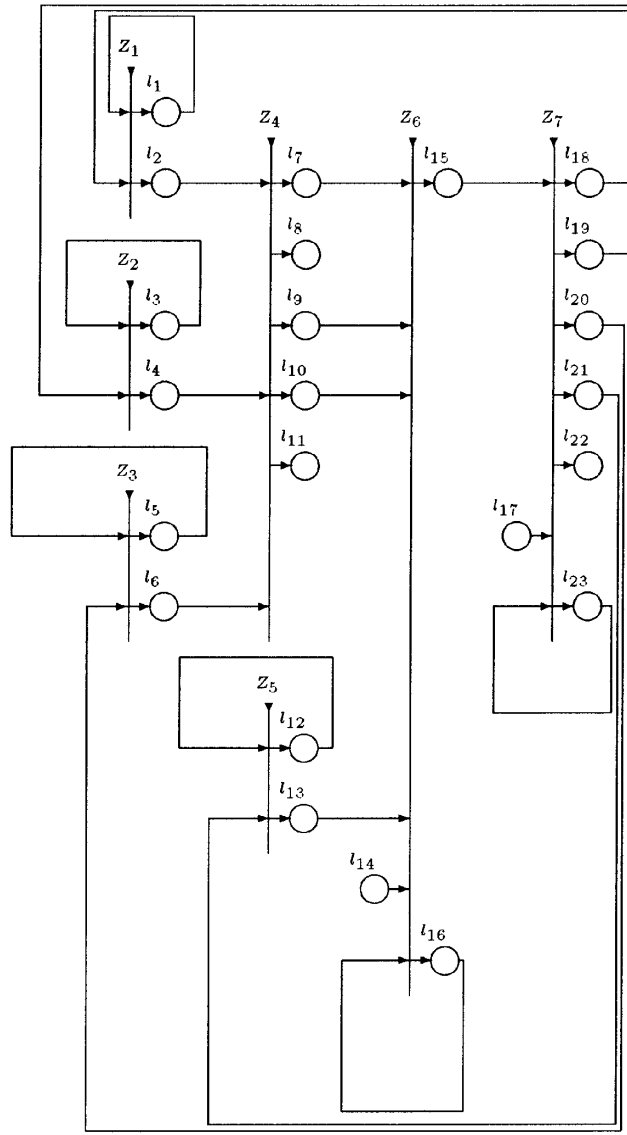 Z₁
l₁
l₂
Z₄
l₇
Z₆
l₁₅
Z₇
l₁₈
l₈
l₁₉
Z₂
l₃
l₉
l₂₀
l₄
l₁₀
l₂₁
l₁₁
l₂₂
Z₃
l₅
l₁₇
l₆
l₂₃
Z₅
l₁₂
l₁₃
l₁₄
l₁₆